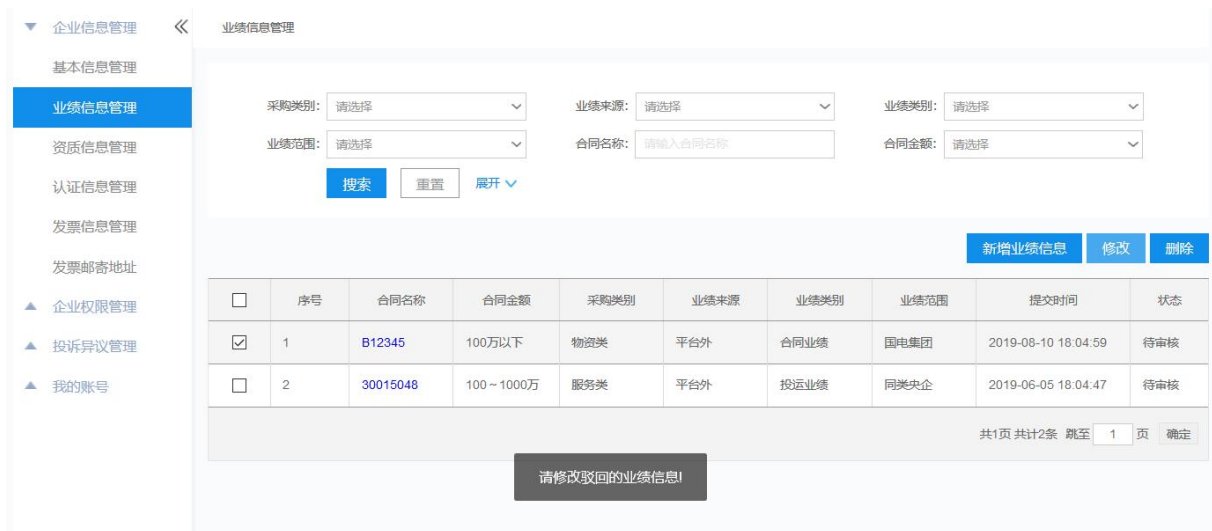 企业信息管理
业绩信息管理
基本信息管理
业绩信息管理
资质信息管理
认证信息管理
发票信息管理
发票邮寄地址
企业权限管理
投诉异议管理
我的账号
采购类别： 请选择 业绩来源： 请选择 业绩类别： 请选择
业绩范围： 请选择 合同名称： 请输入合同名称 合同金额： 请选择
搜索 重置 展开
新增业绩信息 修改 删除
序号 合同名称 合同金额 采购类别 业绩来源 业绩类别 业绩范围 提交时间 状态
1 B12345 100万以下 物资类 平台外 合同业绩 国电集团 2019-08-10 18:04:59 待审核
2 30015048 100～1000万 服务类 平台外 投运业绩 同类央企 2019-06-05 18:04:47 待审核
共1页 共计2条 跳至 1 页 确定
请修改驳回的业绩信息!